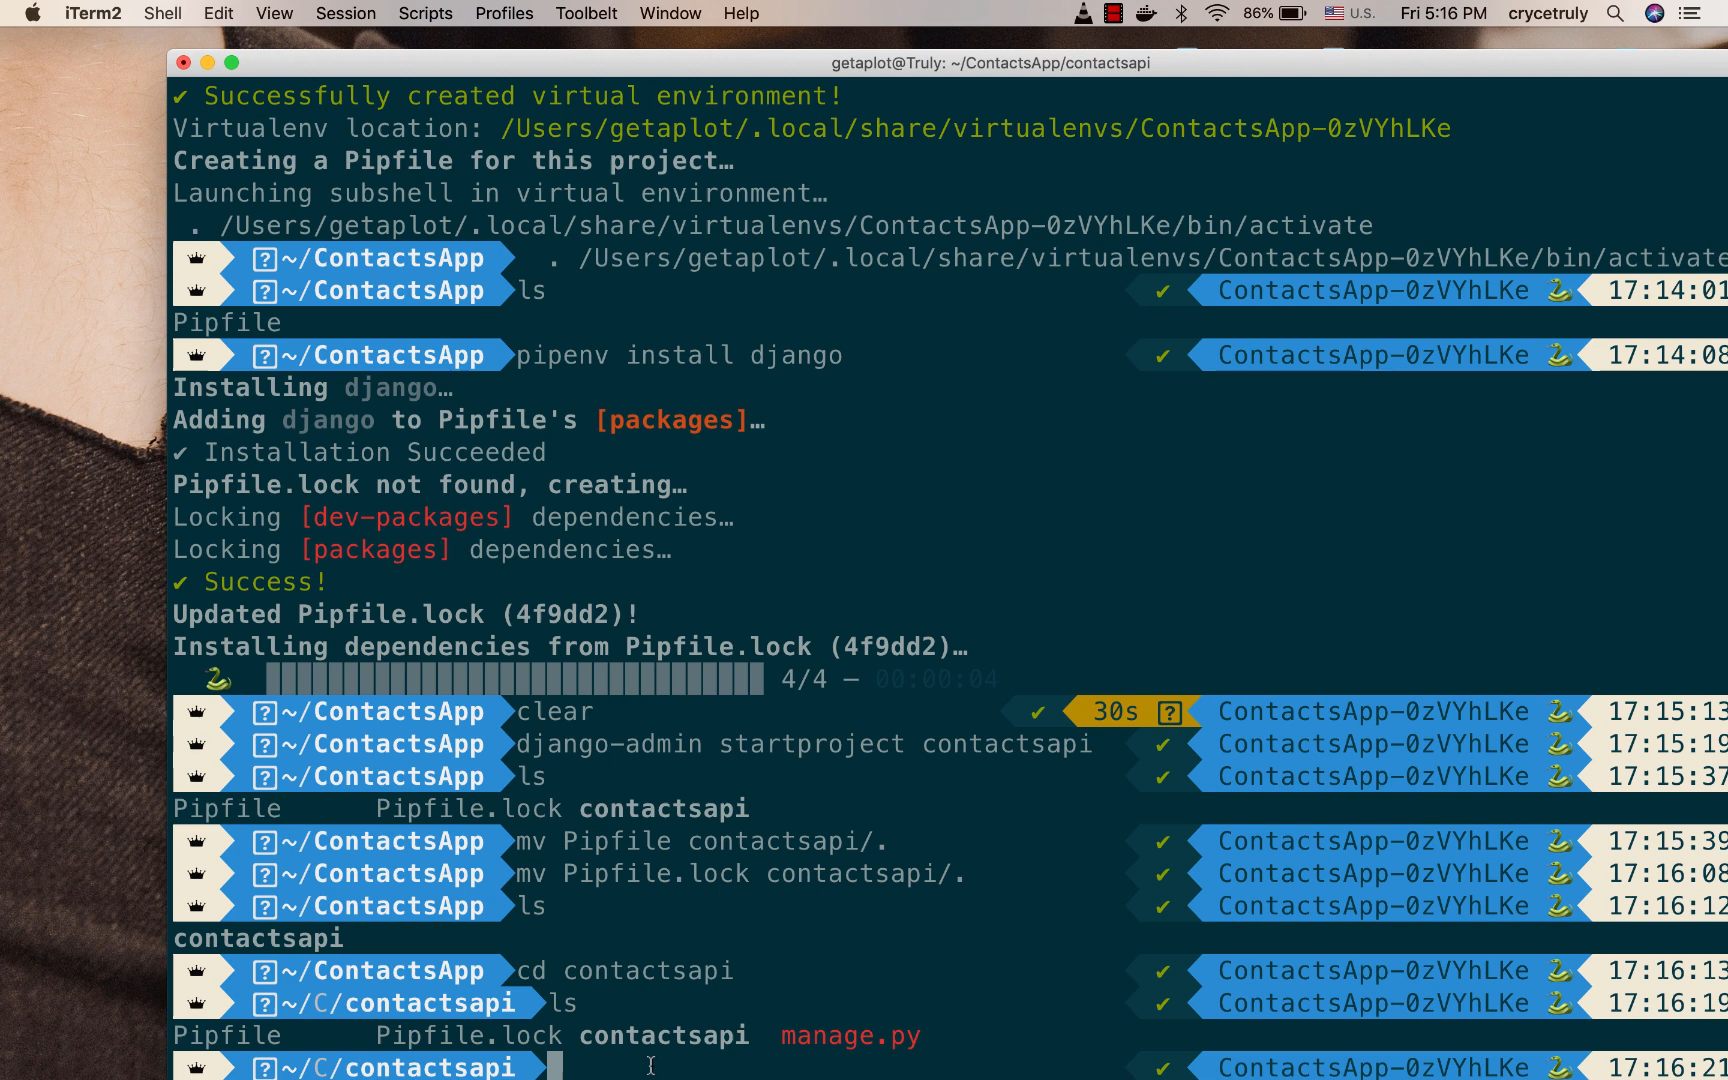 iTerm2 Shell Edit View Session Scripts Profiles Toolbelt Window Help 86% U.S. Fri 5:16 PM crycetruly
getaplot@Truly: ~/ContactsApp/contactsapi
✔ Successfully created virtual environment!
Virtualenv location: /Users/getaplot/.local/share/virtualenvs/ContactsApp-0zVYhLKe
Creating a Pipfile for this project…
Launching subshell in virtual environment…
. /Users/getaplot/.local/share/virtualenvs/ContactsApp-0zVYhLKe/bin/activate
~/ContactsApp . /Users/getaplot/.local/share/virtualenvs/ContactsApp-0zVYhLKe/bin/activate
~/ContactsApp ls ✔ ContactsApp-0zVYhLKe 17:14:01
Pipfile
~/ContactsApp pipenv install django ✔ ContactsApp-0zVYhLKe 17:14:08
Installing django…
Adding django to Pipfile's [packages]…
✔ Installation Succeeded
Pipfile.lock not found, creating…
Locking [dev-packages] dependencies…
Locking [packages] dependencies…
✔ Success!
Updated Pipfile.lock (4f9dd2)!
Installing dependencies from Pipfile.lock (4f9dd2)…
4/4 — 00:00:04
~/ContactsApp clear ✔ 30s ContactsApp-0zVYhLKe 17:15:13
~/ContactsApp django-admin startproject contactsapi ✔ ContactsApp-0zVYhLKe 17:15:19
~/ContactsApp ls ✔ ContactsApp-0zVYhLKe 17:15:37
Pipfile Pipfile.lock contactsapi
~/ContactsApp mv Pipfile contactsapi/. ✔ ContactsApp-0zVYhLKe 17:15:39
~/ContactsApp mv Pipfile.lock contactsapi/. ✔ ContactsApp-0zVYhLKe 17:16:08
~/ContactsApp ls ✔ ContactsApp-0zVYhLKe 17:16:12
contactsapi
~/ContactsApp cd contactsapi ✔ ContactsApp-0zVYhLKe 17:16:13
~/C/contactsapi ls ✔ ContactsApp-0zVYhLKe 17:16:19
Pipfile Pipfile.lock contactsapi manage.py
~/C/contactsapi ✔ ContactsApp-0zVYhLKe 17:16:21